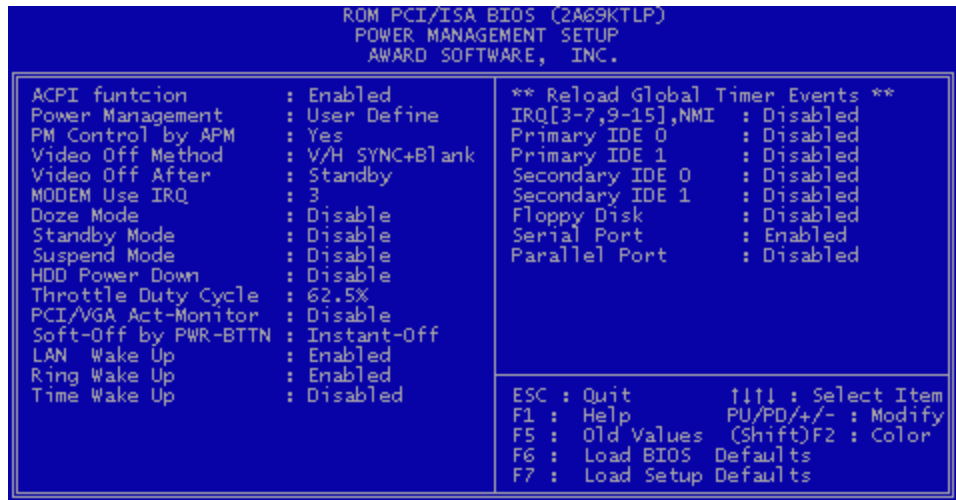 ROM PCI/ISA BIOS (2A69KTLP)
POWER MANAGEMENT SETUP
AWARD SOFTWARE, INC.
ACPI funtcion : Enabled
Power Management : User Define
PM Control by APM : Yes
Video Off Method : V/H SYNC+Blank
Video Off After : Standby
MODEM Use IRQ : 3
Doze Mode : Disable
Standby Mode : Disable
Suspend Mode : Disable
HDD Power Down : Disable
Throttle Duty Cycle : 62.5%
PCI/VGA Act-Monitor : Disable
Soft-Off by PWR-BTTN : Instant-Off
LAN Wake Up : Enabled
Ring Wake Up : Enabled
Time Wake Up : Disabled
** Reload Global Timer Events **
IRQ[3-7,9-15],NMI : Disabled
Primary IDE 0 : Disabled
Primary IDE 1 : Disabled
Secondary IDE 0 : Disabled
Secondary IDE 1 : Disabled
Floppy Disk : Disabled
Serial Port : Enabled
Parallel Port : Disabled
ESC : Quit ↑↓↑↓ : Select Item
F1 : Help PU/PD/+/- : Modify
F5 : Old Values (Shift)F2 : Color
F6 : Load BIOS Defaults
F7 : Load Setup Defaults